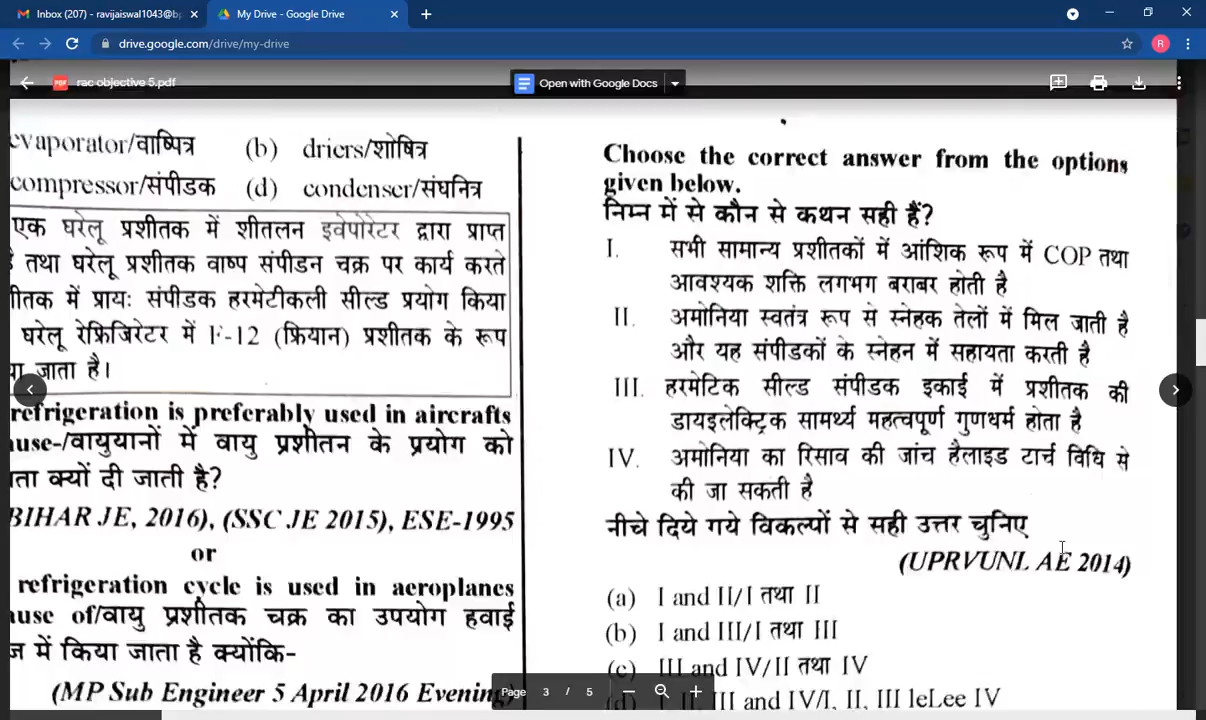 Inbox (207) - ravijaiswal1043@
My Drive - Google Drive
drive.google.com/drive/my-drive
R
rac objective 5.pdf
Open with Google Docs
evaporator/वाष्पित्र (b) driers/शोषित्र
compressor/संपीडक (d) condenser/संघनित्र
एक घरेलू प्रशीतक में शीतलन इवेपोरेटर द्वारा प्राप्त
तथा घरेलू प्रशीतक वाष्प संपीडन चक्र पर कार्य करते
में प्रायः संपीडक हरमेटीकली सील्ड प्रयोग किया
घरेलू रेफ्रिजिरेटर में F-12 (फ्रियान) प्रशीतक के रूप
जाता है।
refrigeration is preferably used in aircrafts
use-/वायुयानों में वायु प्रशीतन के प्रयोग को
ता क्यों दी जाती है?
BIHAR JE, 2016), (SSC JE 2015), ESE-1995
or
refrigeration cycle is used in aeroplanes
ause of/वायु प्रशीतक चक्र का उपयोग हवाई
ज में किया जाता है क्योंकि-
(MP Sub Engineer 5 April 2016 Evening)
Choose the correct answer from the options
given below.
निम्न में से कौन से कथन सही हैं?
I. सभी सामान्य प्रशीतकों में आंशिक रूप में COP तथा
आवश्यक शक्ति लगभग बराबर होती है
II. अमोनिया स्वतंत्र रूप से स्नेहक तेलों में मिल जाती है
और यह संपीडकों के स्नेहन में सहायता करती है
III. हरमेटिक सील्ड संपीडक इकाई में प्रशीतक की
डायइलेक्ट्रिक सामर्थ्य महत्वपूर्ण गुणधर्म होता है
IV. अमोनिया का रिसाव की जांच हैलाइड टार्च विधि से
की जा सकती है
नीचे दिये गये विकल्पों से सही उत्तर चुनिए
(UPRVUNL AE 2014)
(a) I and II/I तथा II
(b) I and III/I तथा III
(c) III and IV/II तथा IV
III and IV/I, II, III leLee IV
Page 3 / 5